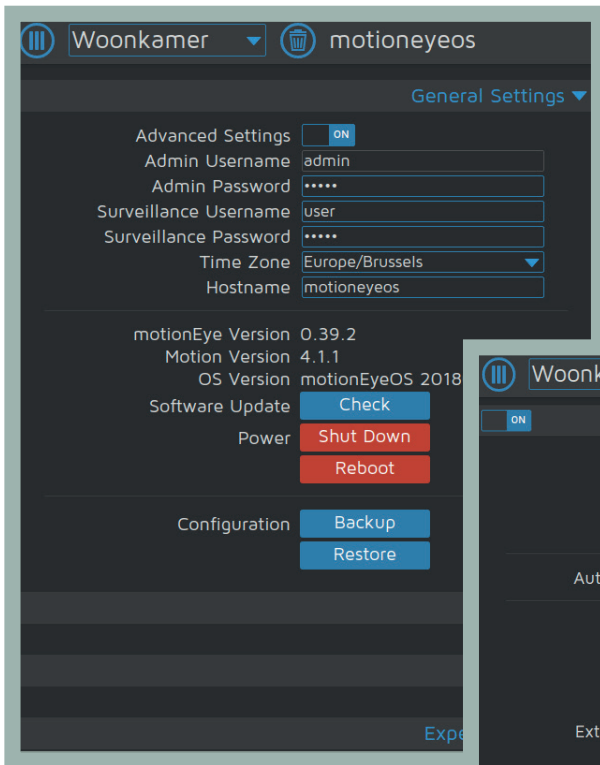 Woonkamer motioneyeos
General Settings
Advanced Settings ON
Admin Username admin
Admin Password •••••
Surveillance Username user
Surveillance Password •••••
Time Zone Europe/Brussels
Hostname motioneyeos
motionEye Version 0.39.2
Motion Version 4.1.1
OS Version motionEyeOS 2018
Software Update Check
Power Shut Down
Reboot
Configuration Backup
Restore
Expe
Woonk
ON
Aut
Ext